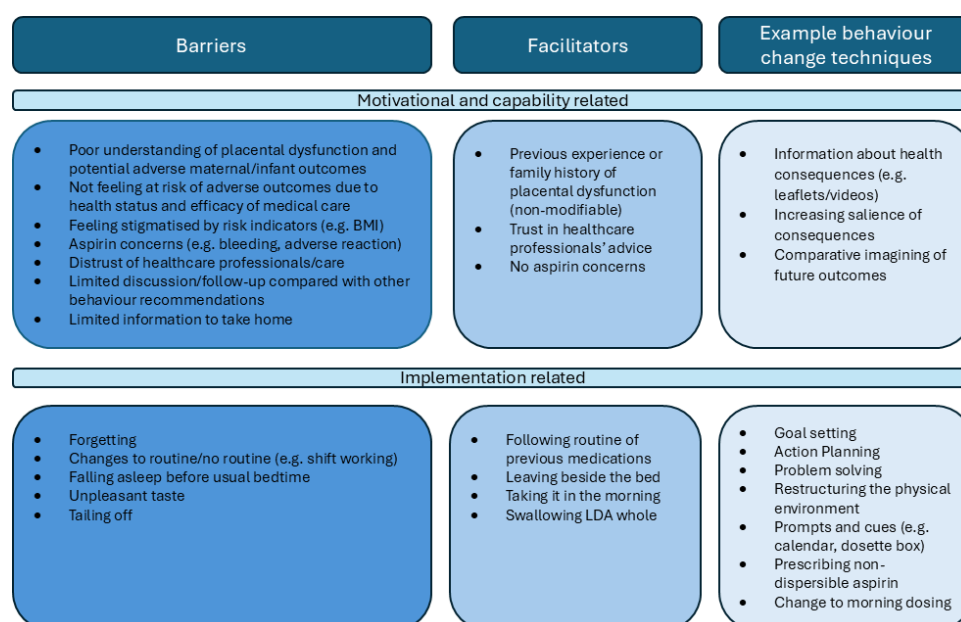 Barriers
Facilitators
Example behaviour
change techniques
Motivational and capability related
• Poor understanding of placental dysfunction and
potential adverse maternal/infant outcomes
• Not feeling at risk of adverse outcomes due to
health status and efficacy of medical care
• Feeling stigmatised by risk indicators (e.g. BMI)
• Aspirin concerns (e.g. bleeding, adverse reaction)
• Distrust of healthcare professionals/care
• Limited discussion/follow-up compared with other
behaviour recommendations
• Limited information to take home
• Previous experience or
family history of
placental dysfunction
(non-modifiable)
• Trust in healthcare
professionals’ advice
• No aspirin concerns
• Information about health
consequences (e.g.
leaflets/videos)
• Increasing salience of
consequences
• Comparative imagining of
future outcomes
Implementation related
• Forgetting
• Changes to routine/no routine (e.g. shift working)
• Falling asleep before usual bedtime
• Unpleasant taste
• Tailing off
• Following routine of
previous medications
• Leaving beside the bed
• Taking it in the morning
• Swallowing LDA whole
• Goal setting
• Action Planning
• Problem solving
• Restructuring the physical
environment
• Prompts and cues (e.g.
calendar, dosette box)
• Prescribing non-
dispersible aspirin
• Change to morning dosing